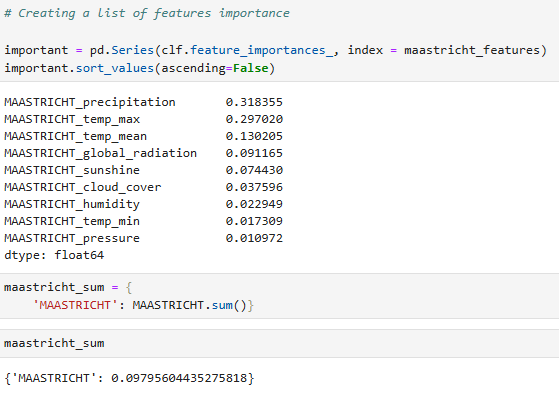 # Creating a list of features importance
important = pd.Series(clf.feature_importances_, index = maastricht_features)
important.sort_values(ascending=False)
MAASTRICHT_precipitation 0.318355
MAASTRICHT_temp_max 0.297020
MAASTRICHT_temp_mean 0.130205
MAASTRICHT_global_radiation 0.091165
MAASTRICHT_sunshine 0.074430
MAASTRICHT_cloud_cover 0.037596
MAASTRICHT_humidity 0.022949
MAASTRICHT_temp_min 0.017309
MAASTRICHT_pressure 0.010972
dtype: float64
maastricht_sum = {
'MAASTRICHT': MAASTRICHT.sum()}
maastricht_sum
{'MAASTRICHT': 0.09795604435275818}